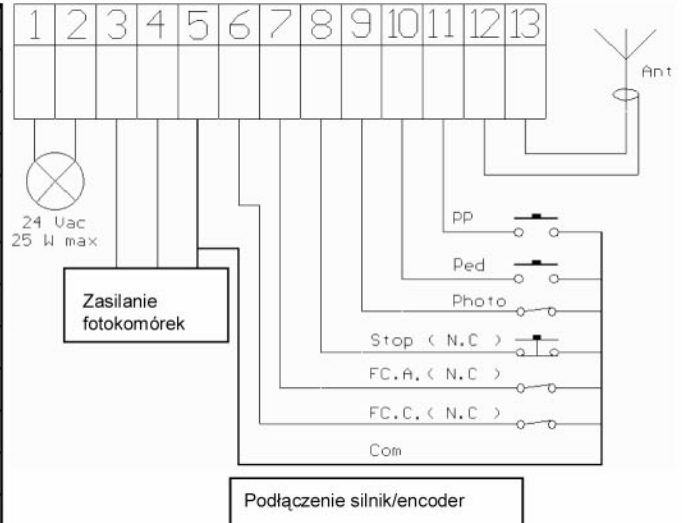 1 2 3 4 5 6 7 8 9 10 11 12 13
Ant
24 Vac
25 W max
Zasilanie
fotokomórek
PP
Ped
Photo
Stop ( N.C )
FC.A.( N.C )
FC.C.( N.C )
Com
Podłączenie silnik/encoder